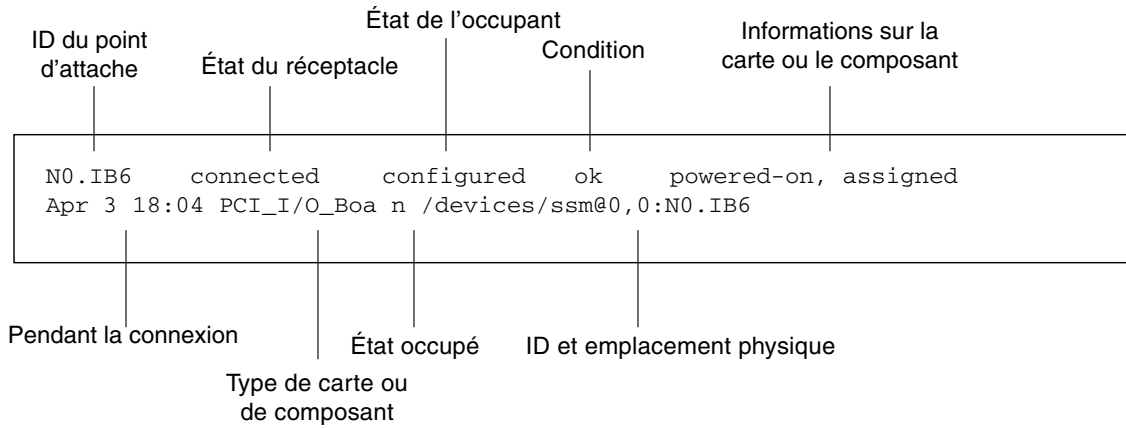 État de l'occupant
ID du point
d'attache
État du réceptacle
Condition
Informations sur la
carte ou le composant
N0.IB6 connected configured ok powered-on, assigned
Apr 3 18:04 PCI_I/O_Boa n /devices/ssm@0,0:N0.IB6
Pendant la connexion
État occupé
ID et emplacement physique
Type de carte ou
de composant